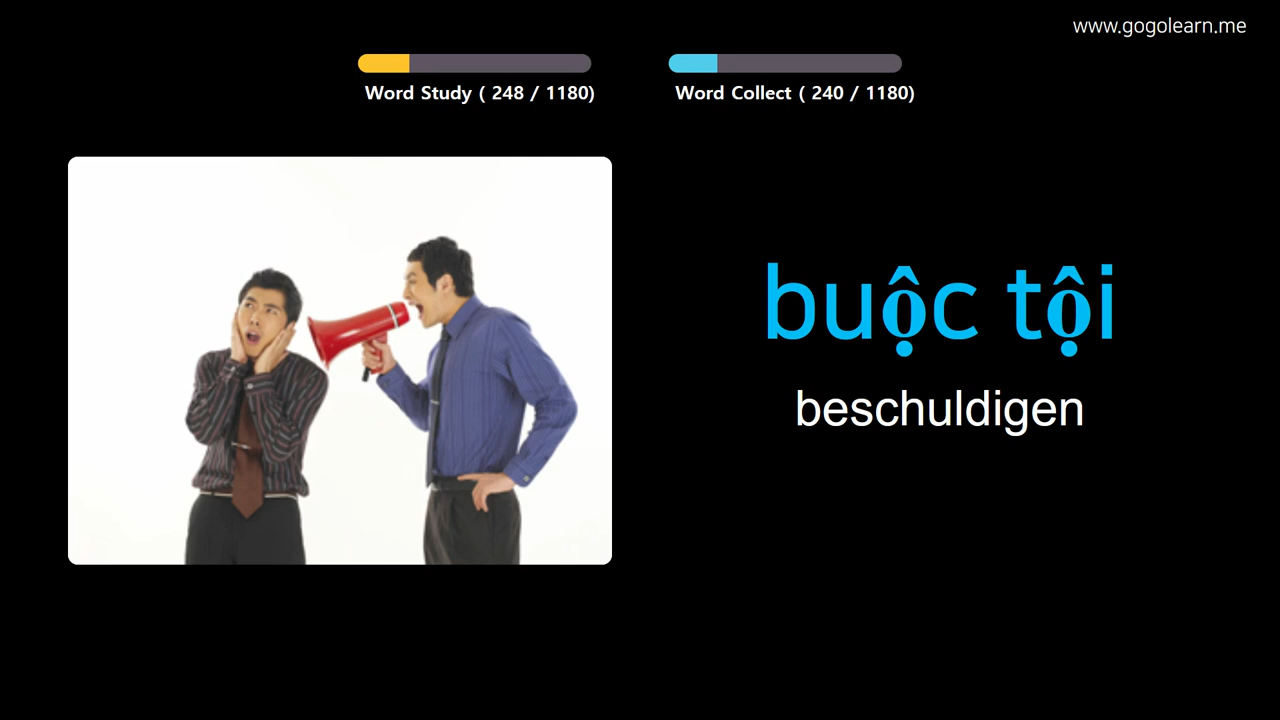 www.gogolearn.me
Word Study ( 248 / 1180)
Word Collect ( 240 / 1180)
buộc tội
beschuldigen